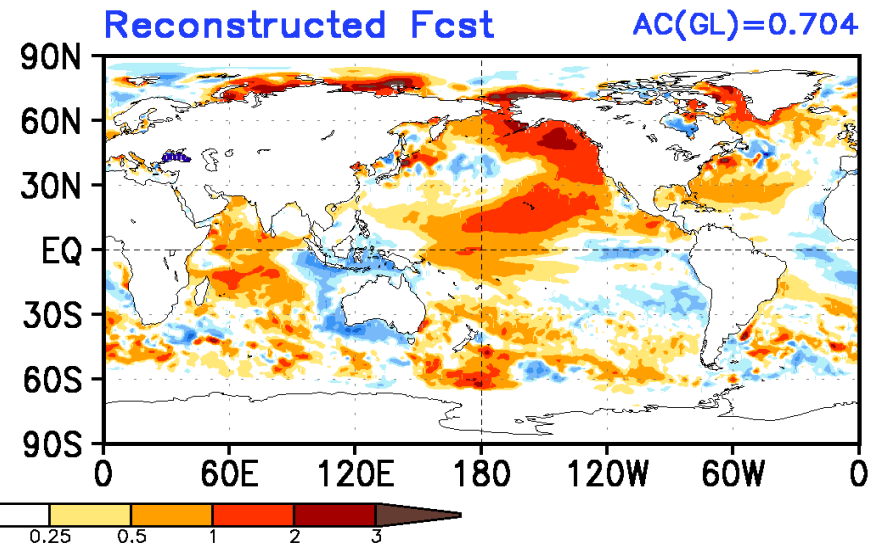 Reconstructed Fcst
AC(GL)=0.704
90N
60N
30N
EQ
30S
60S
90S
0 60E 120E 180 120W 60W 0
0.25 0.5 1 2 3